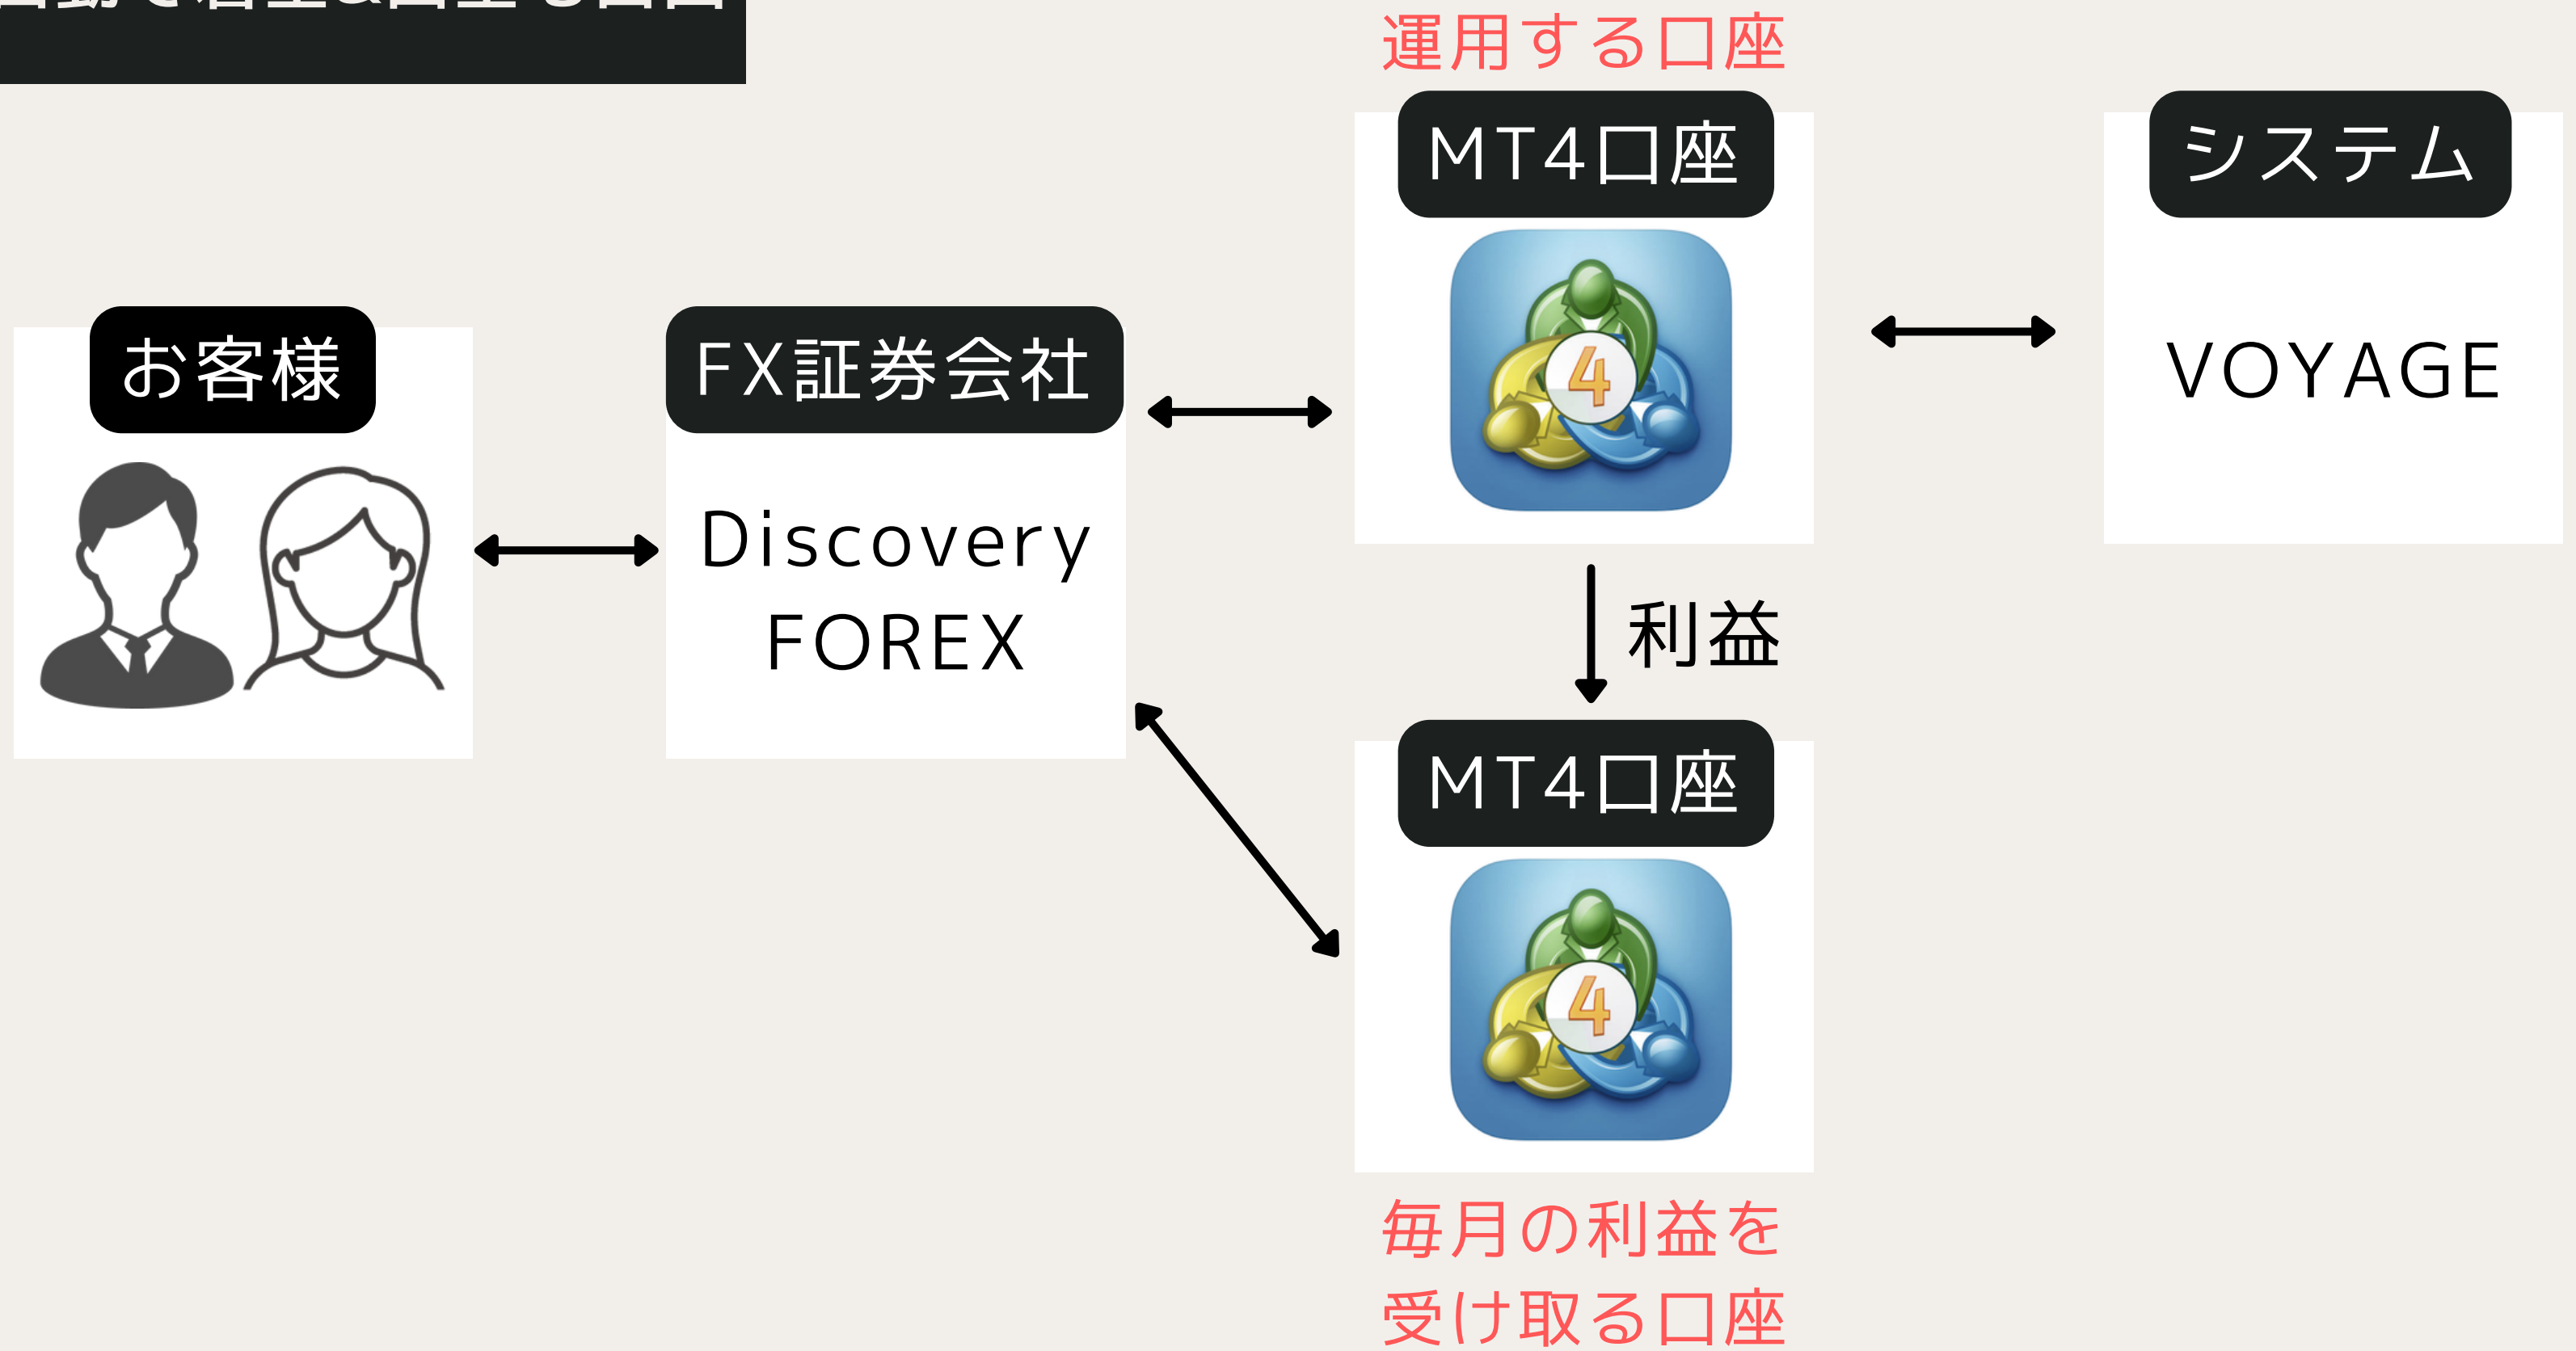 運用する口座
MT4口座
システム
お客様
FX証券会社
VOYAGE
4
Discovery
FOREX
利益
MT4口座
4
毎月の利益を
受け取る口座